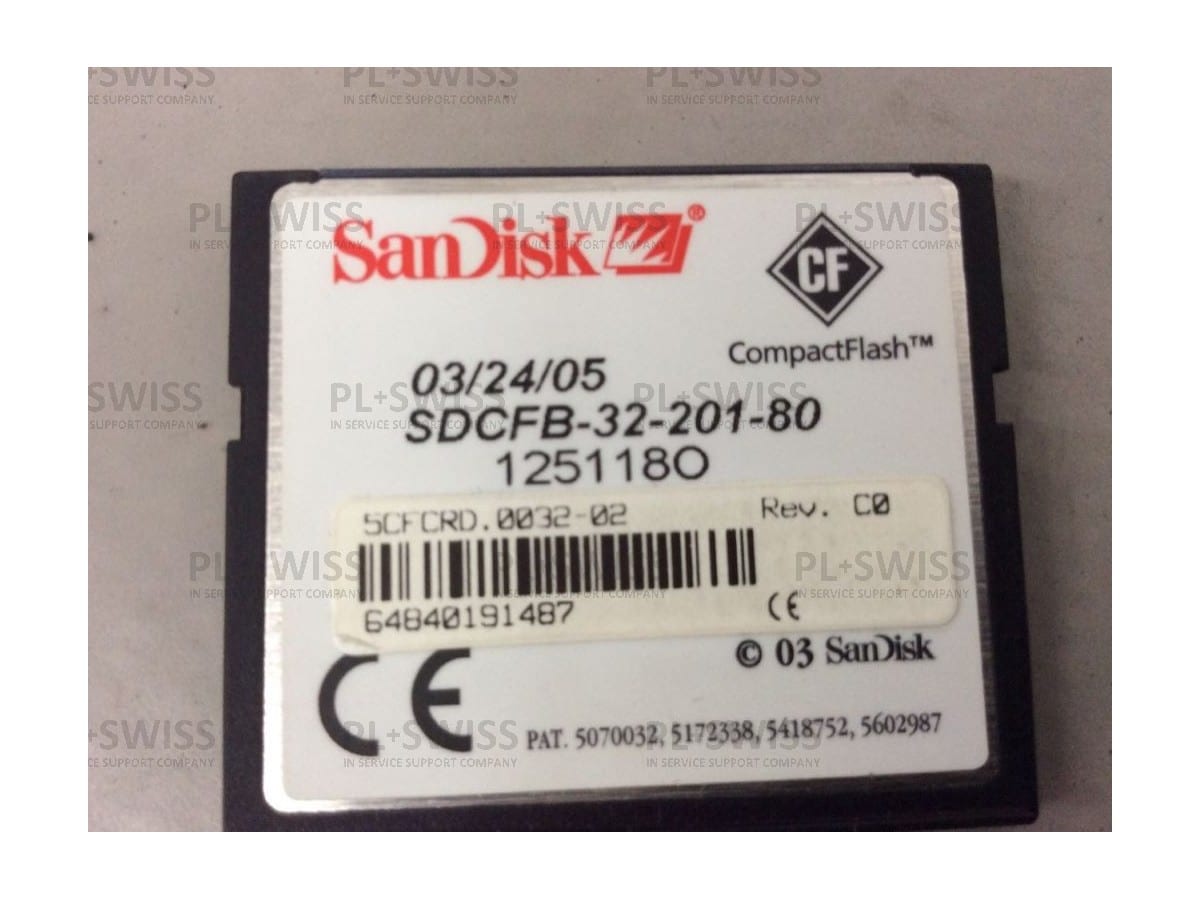 SanDisk®
CF
CompactFlash™
03/24/05
SDCFB-32-201-80
125118O
5CFCRD.0032-02 Rev. C0
64840191487 CE
© 03 SanDisk
CE
PAT. 5070032, 5172338, 5418752, 5602987
PL+SWISS
IN SERVICE SUPPORT COMPANY